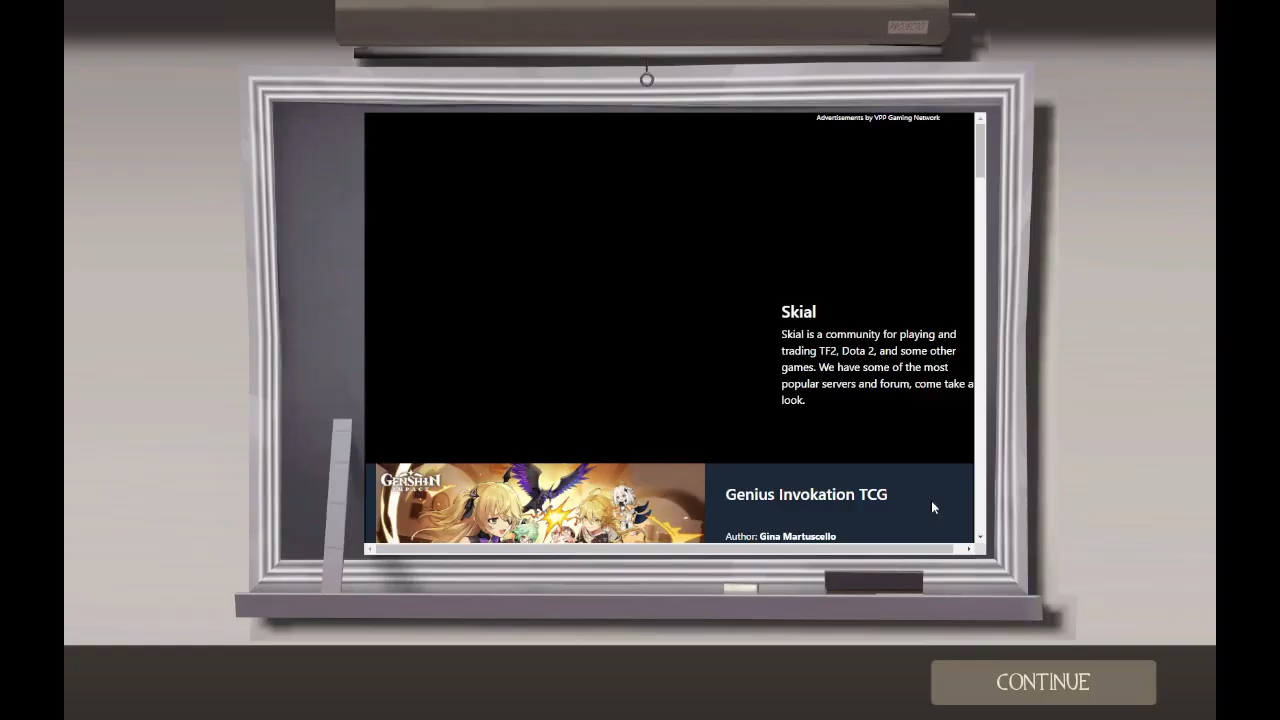 Advertisements by VPP Gaming Network
Skial
Skial is a community for playing and
trading TF2, Dota 2, and some other
games. We have some of the most
popular servers and forum, come take a
look.
GENSHIN
IMPACT
Genius Invokation TCG
Author: Gina Martuscello
CONTINUE